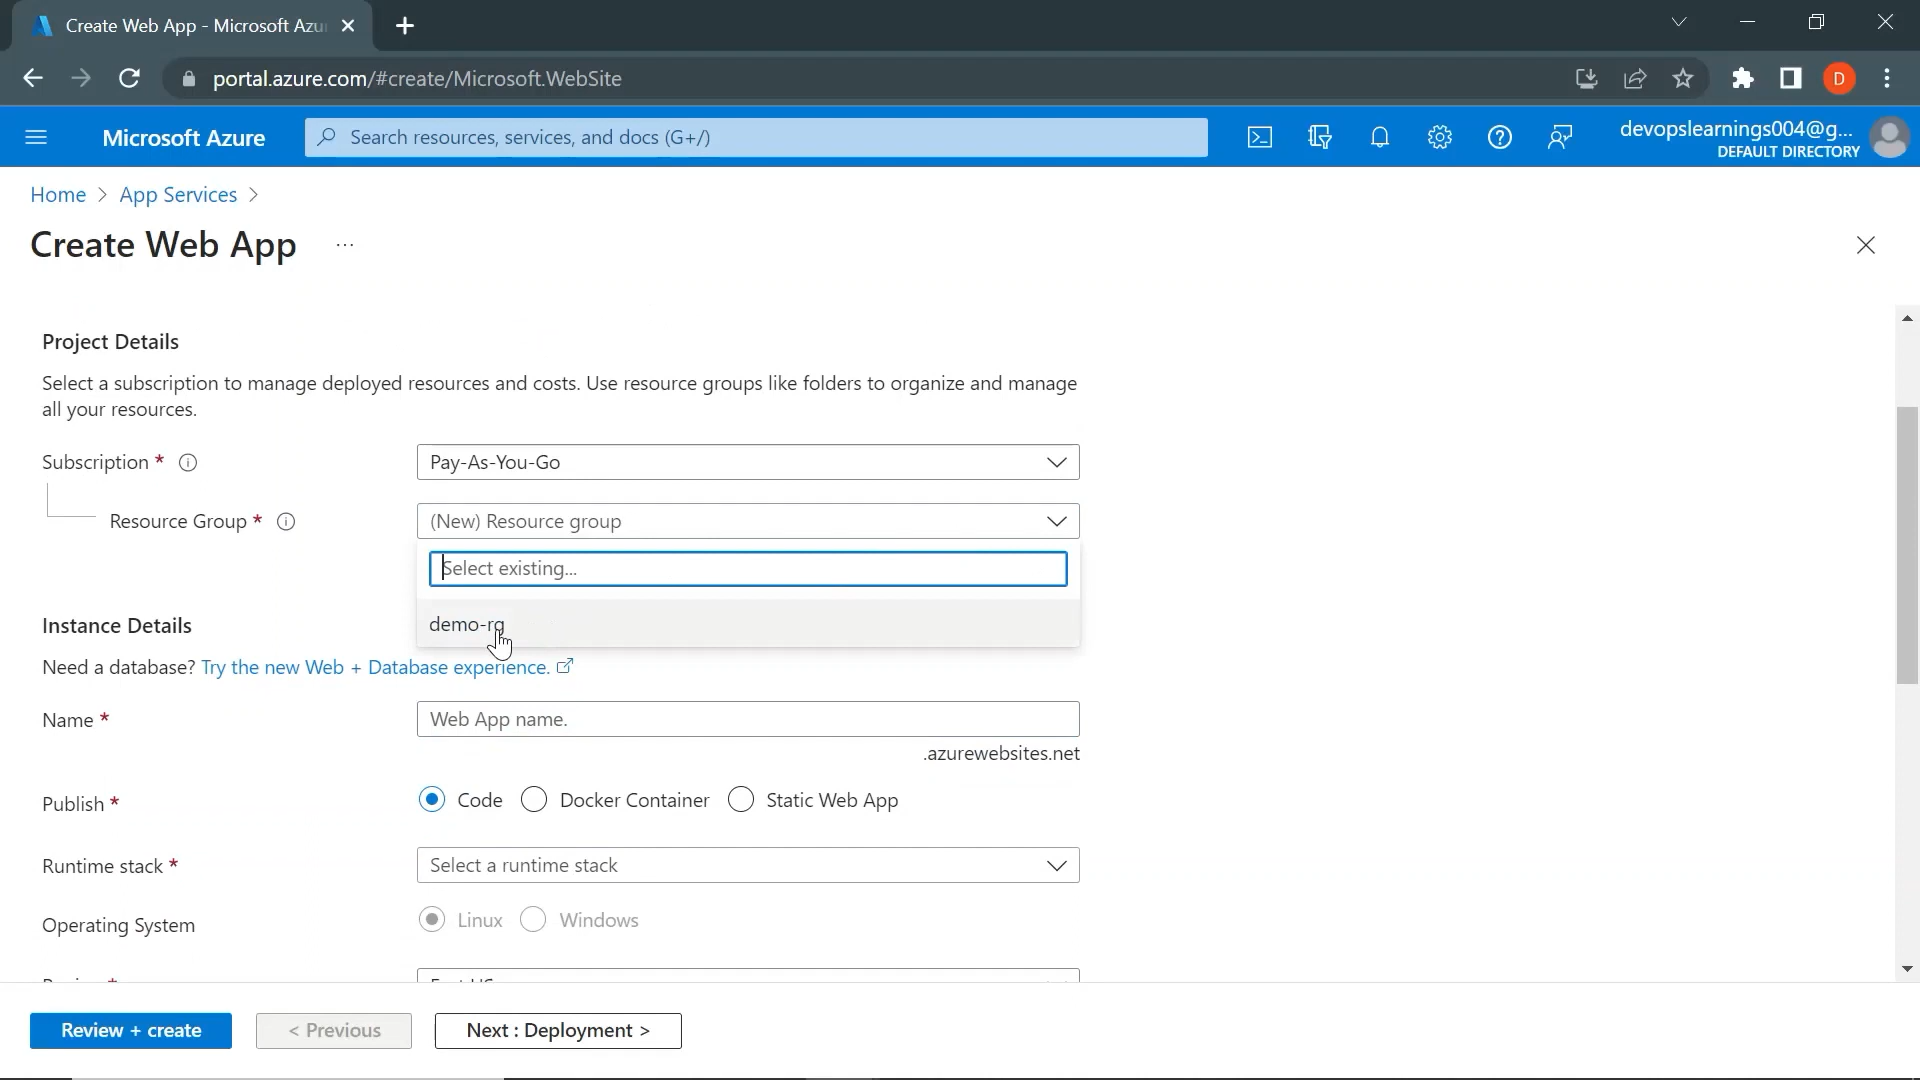 Create Web App - Microsoft Azu
portal.azure.com/#create/Microsoft.WebSite
D
Microsoft Azure
Search resources, services, and docs (G+/)
devopslearnings004@g...
DEFAULT DIRECTORY
Home > App Services >
Create Web App ...
Project Details
Select a subscription to manage deployed resources and costs. Use resource groups like folders to organize and manage
all your resources.
Subscription *
Pay-As-You-Go
Resource Group *
(New) Resource group
Select existing...
demo-rg
Instance Details
Need a database? Try the new Web + Database experience.
Name *
Web App name.
.azurewebsites.net
Publish *
Code
Docker Container
Static Web App
Runtime stack *
Select a runtime stack
Operating System
Linux
Windows
Review + create
< Previous
Next : Deployment >